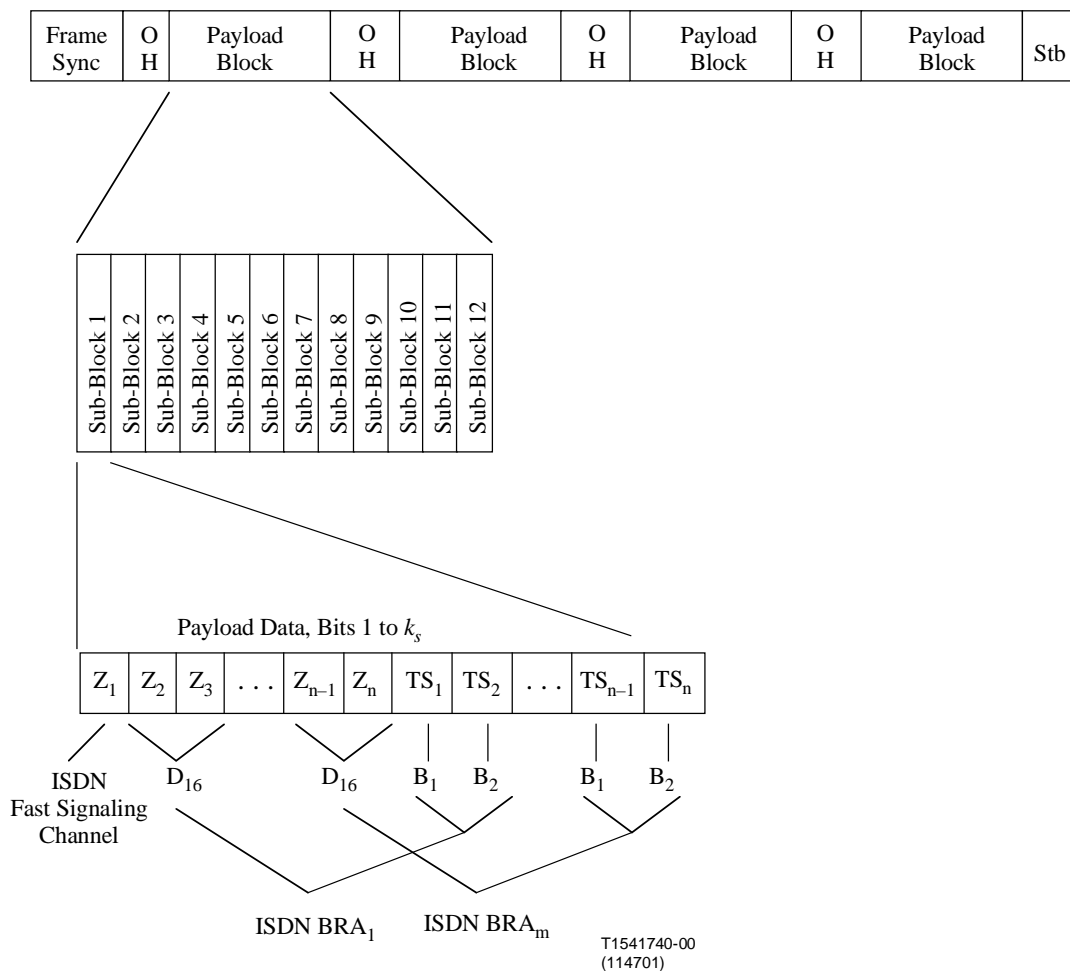 Frame Sync
O H
Payload Block
O H
Payload Block
O H
Payload Block
O H
Payload Block
Stb
Sub-Block 1
Sub-Block 2
Sub-Block 3
Sub-Block 4
Sub-Block 5
Sub-Block 6
Sub-Block 7
Sub-Block 8
Sub-Block 9
Sub-Block 10
Sub-Block 11
Sub-Block 12
Payload Data, Bits 1 to kₛ
Z₁ Z₂ Z₃ . . . Zₙ₋₁ Zₙ TS₁ TS₂ . . . TSₙ₋₁ TSₙ
ISDN
Fast Signaling
Channel
D₁₆ D₁₆ B₁ B₂ B₁ B₂
ISDN BRA₁ ISDN BRAₘ
T1541740-00
(114701)